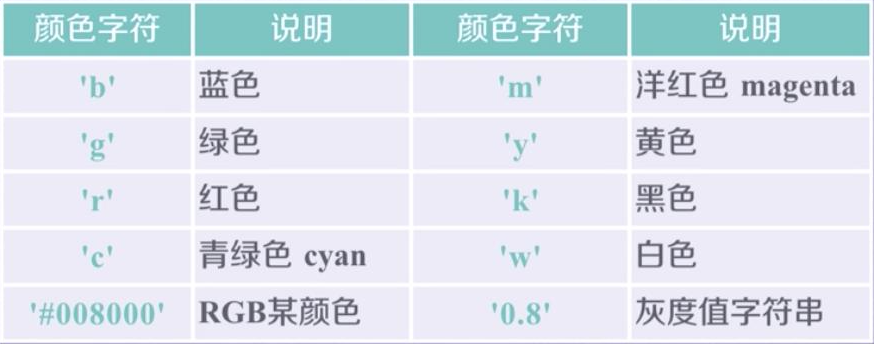 颜色字符 说明 颜色字符 说明
'b' 蓝色 'm' 洋红色 magenta
'g' 绿色 'y' 黄色
'r' 红色 'k' 黑色
'c' 青绿色 cyan 'w' 白色
'#008000' RGB某颜色 '0.8' 灰度值字符串